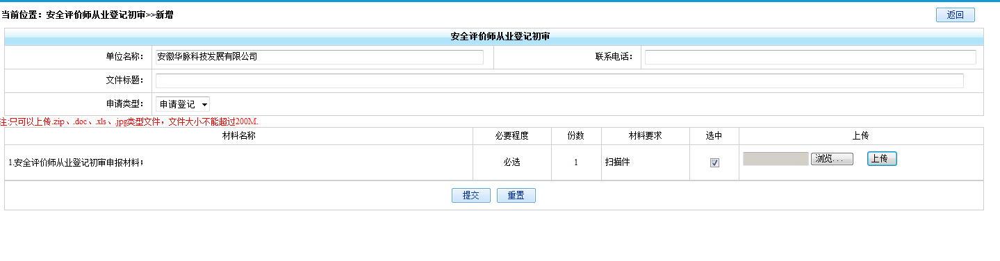 当前位置：安全评价师从业登记初审>>新增
返回
安全评价师从业登记初审
单位名称： 安徽华脉科技发展有限公司 联系电话：
文件标题：
申请类型： 申请登记
注:只可以上传.zip、.doc、.xls、.jpg类型文件，文件大小不能超过200M.
材料名称 必要程度 份数 材料要求 选中 上传
1.安全评价师从业登记初审申报材料； 必选 1 扫描件 浏览... 上传
提交 重置